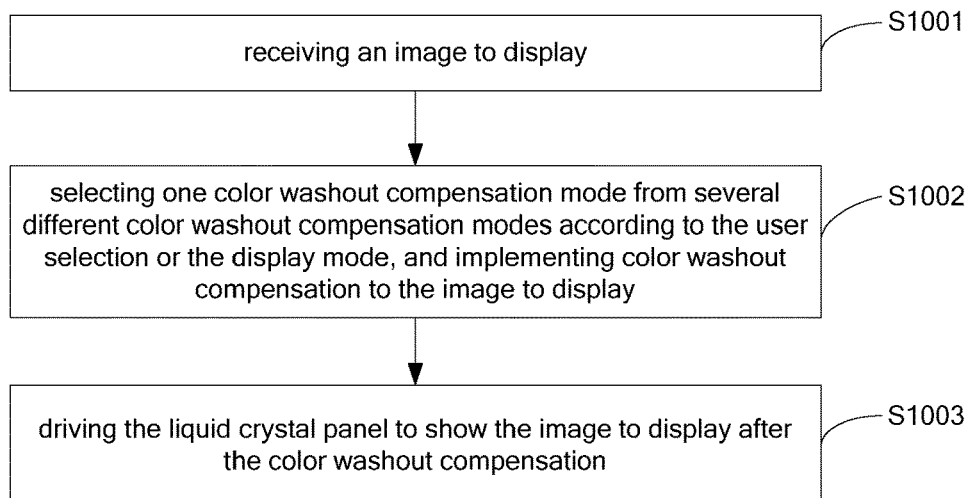 S1001
receiving an image to display
S1002
selecting one color washout compensation mode from several
different color washout compensation modes according to the user
selection or the display mode, and implementing color washout
compensation to the image to display
S1003
driving the liquid crystal panel to show the image to display after
the color washout compensation